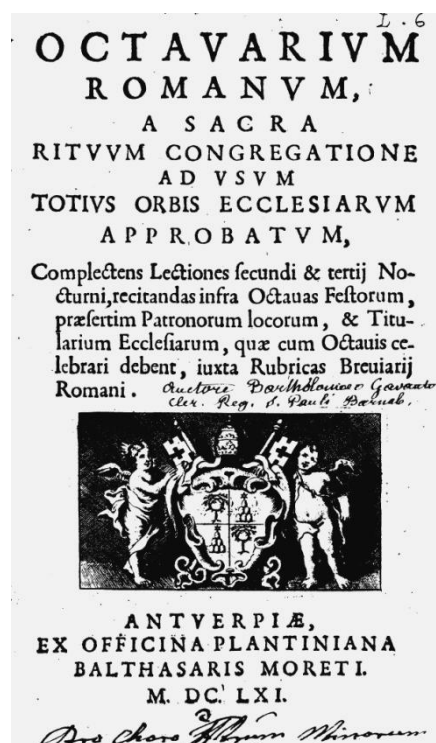 L. 6
OCTAVARIVM
ROMANVM,
A SACRA
RITVVM CONGREGATIONE
AD VSVM
TOTIVS ORBIS ECCLESIARVM
APPROBATVM,
Complectens Lectiones ſecundi & tertij No-
cturni, recitandas infra Octauas Feſtorum,
præſertim Patronorum locorum, & Titu-
larium Eccleſiarum, quæ cum Octauis ce-
lebrari debent, iuxta Rubricas Breuiarij
Romani. Auctore Bartholomæo Gavanto
Cler. Reg. S. Pauli Barnab.
ANTVERPIÆ,
EX OFFICINA PLANTINIANA
BALTHASARIS MORETI.
M. DC. LXI.
Pro Choro Minorum